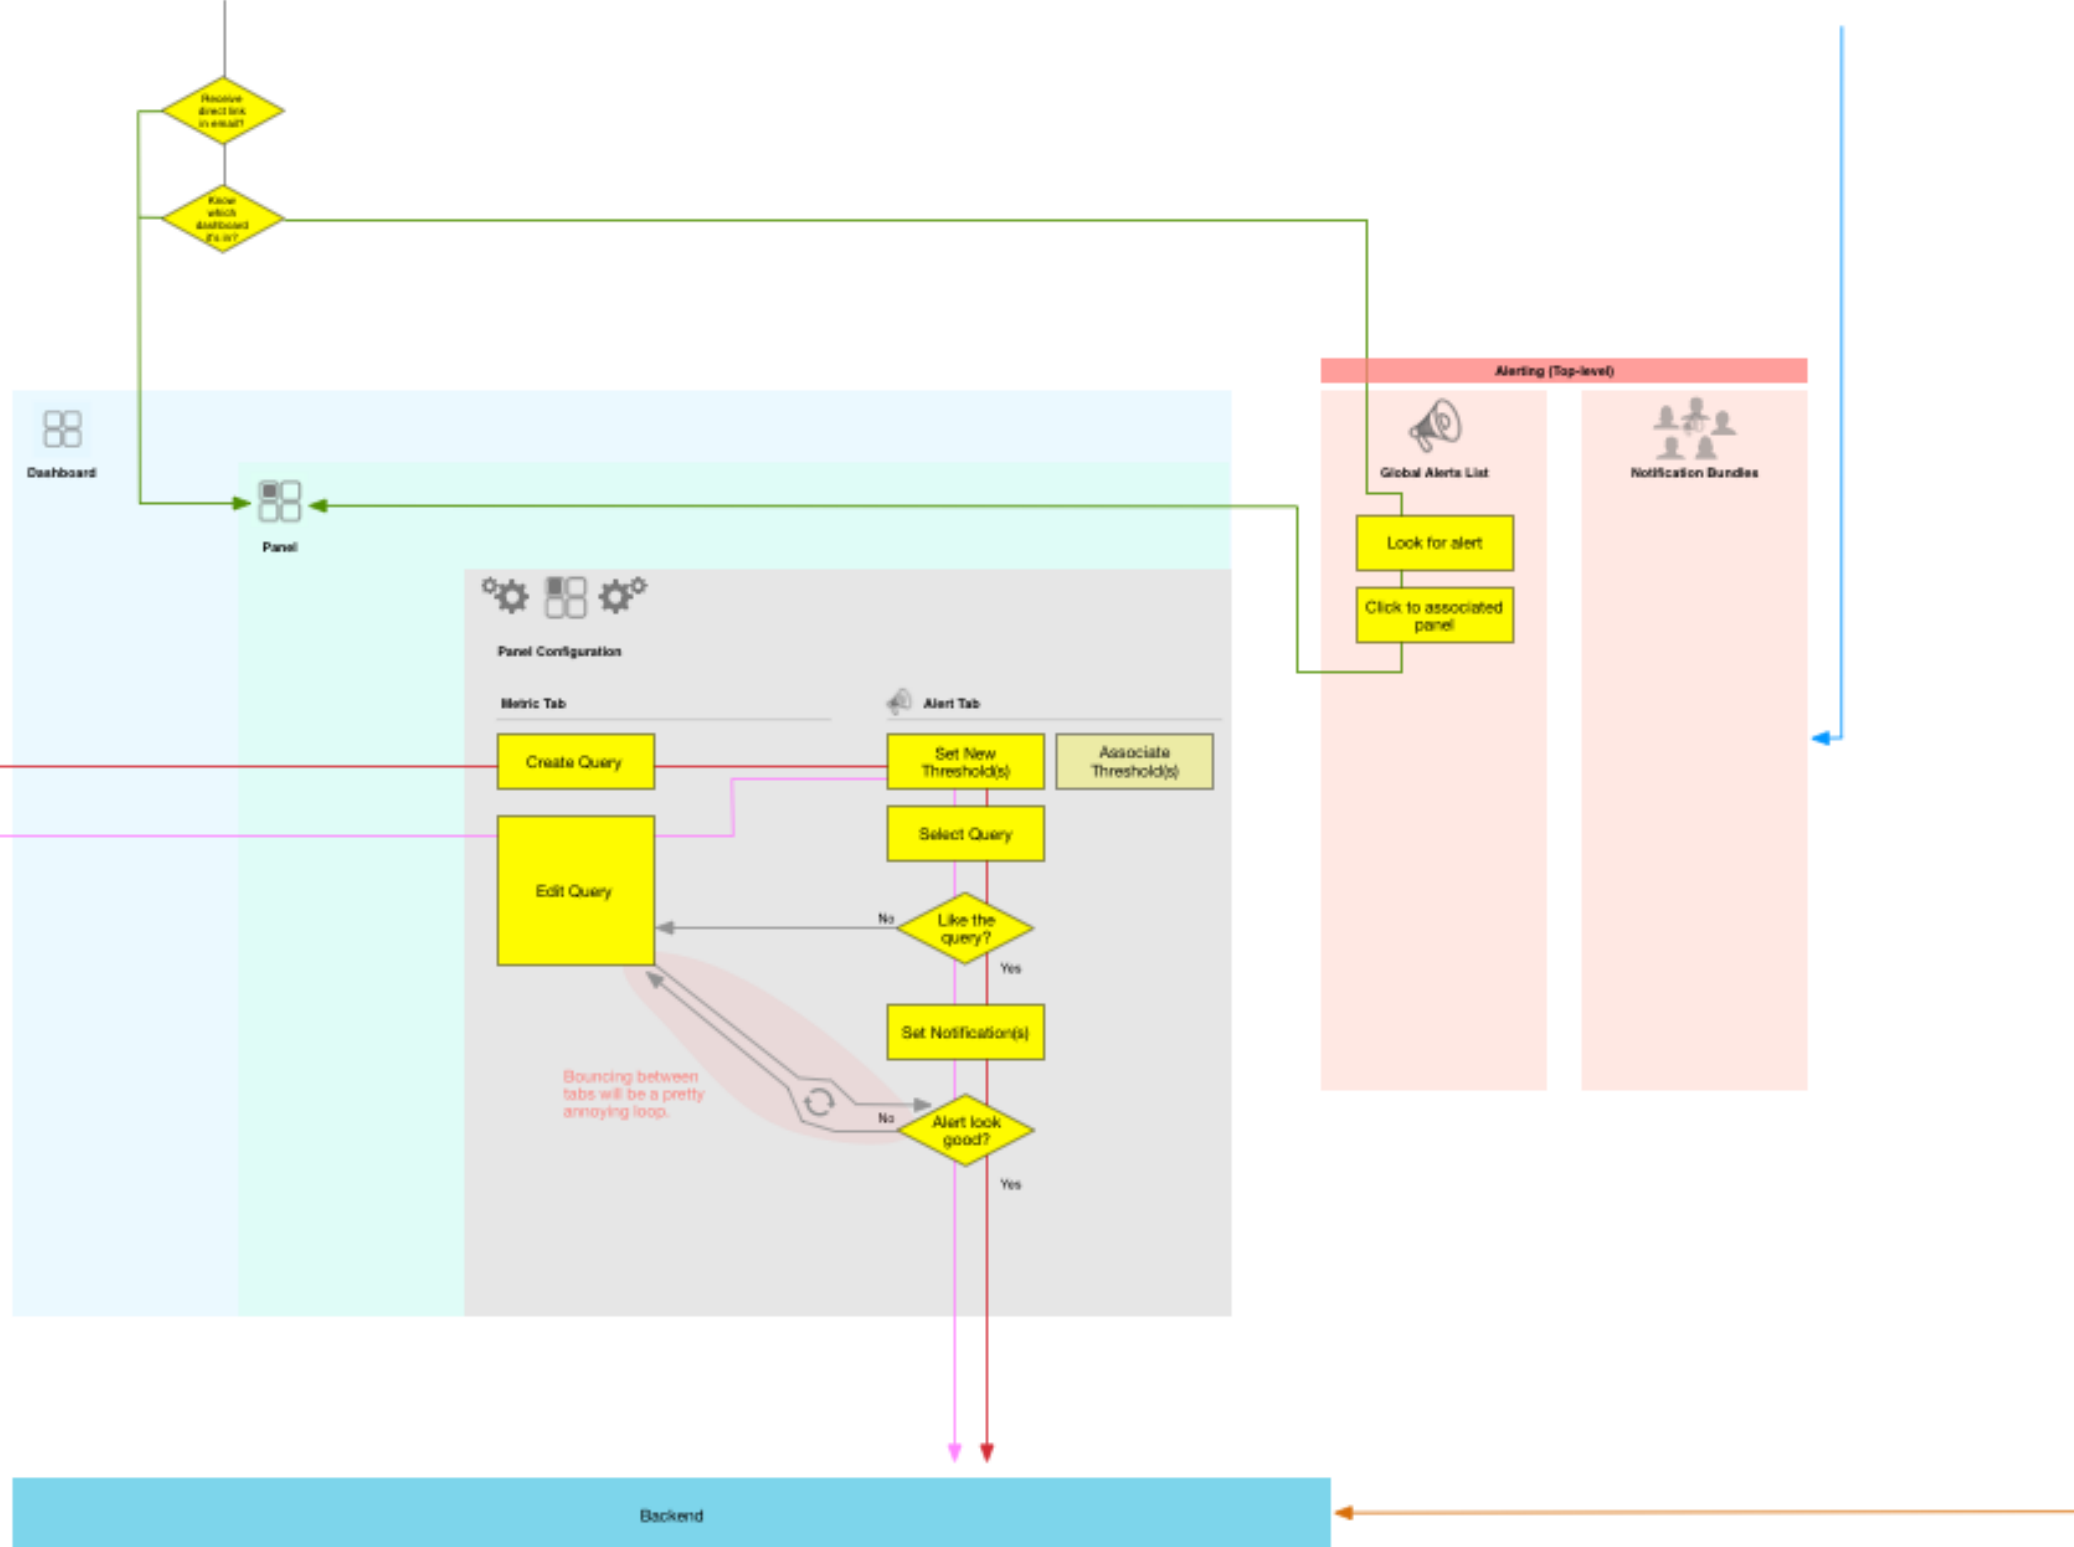 Receive
direct link
in email?
Know
which
dashboard
it's in?
Alerting (Top-level)
Dashboard
Global Alerts List
Notification Bundles
Panel
Look for alert
Click to associated
panel
Panel Configuration
Metric Tab
Alert Tab
Create Query
Set New
Threshold(s)
Associate
Threshold(s)
Select Query
Edit Query
No
Like the
query?
Yes
Set Notification(s)
Bouncing between
tabs will be a pretty
annoying loop.
No
Alert look
good?
Yes
Backend